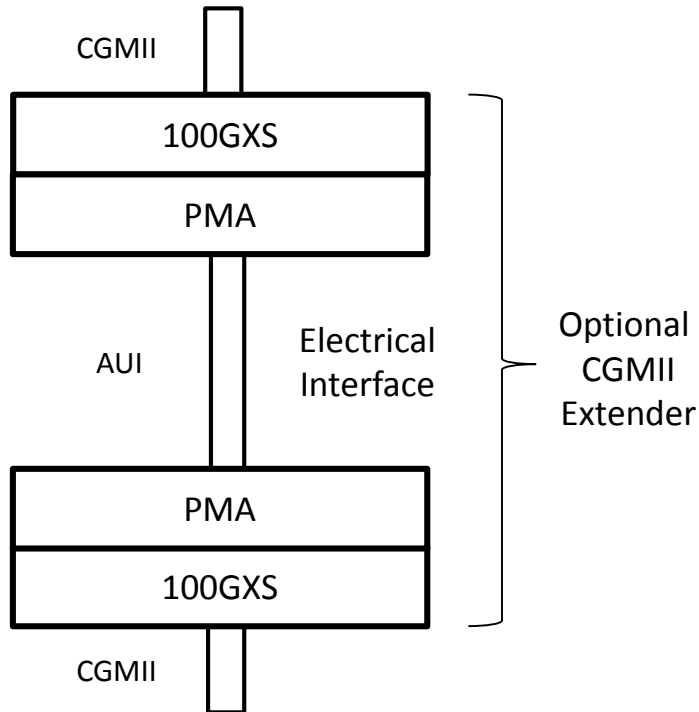 CGMII
100GXS
PMA
AUI
Electrical
Interface
Optional
CGMII
Extender
PMA
100GXS
CGMII